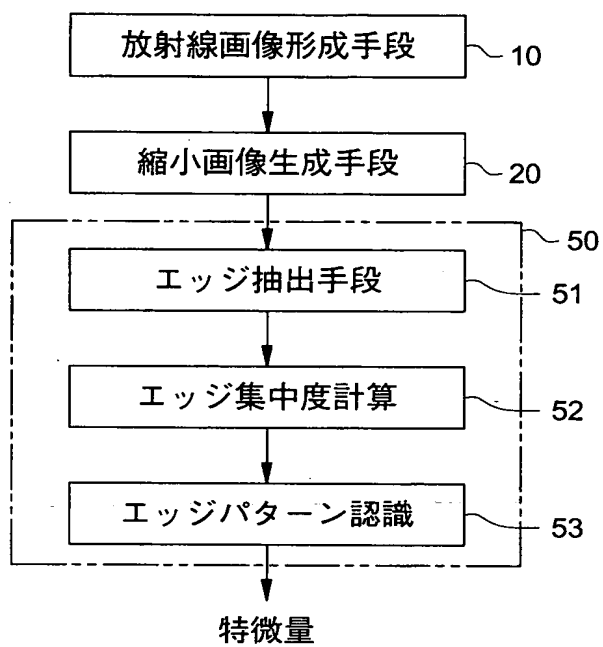 放射線画像形成手段
10
縮小画像生成手段
20
50
エッジ抽出手段
51
エッジ集中度計算
52
エッジパターン認識
53
特微量